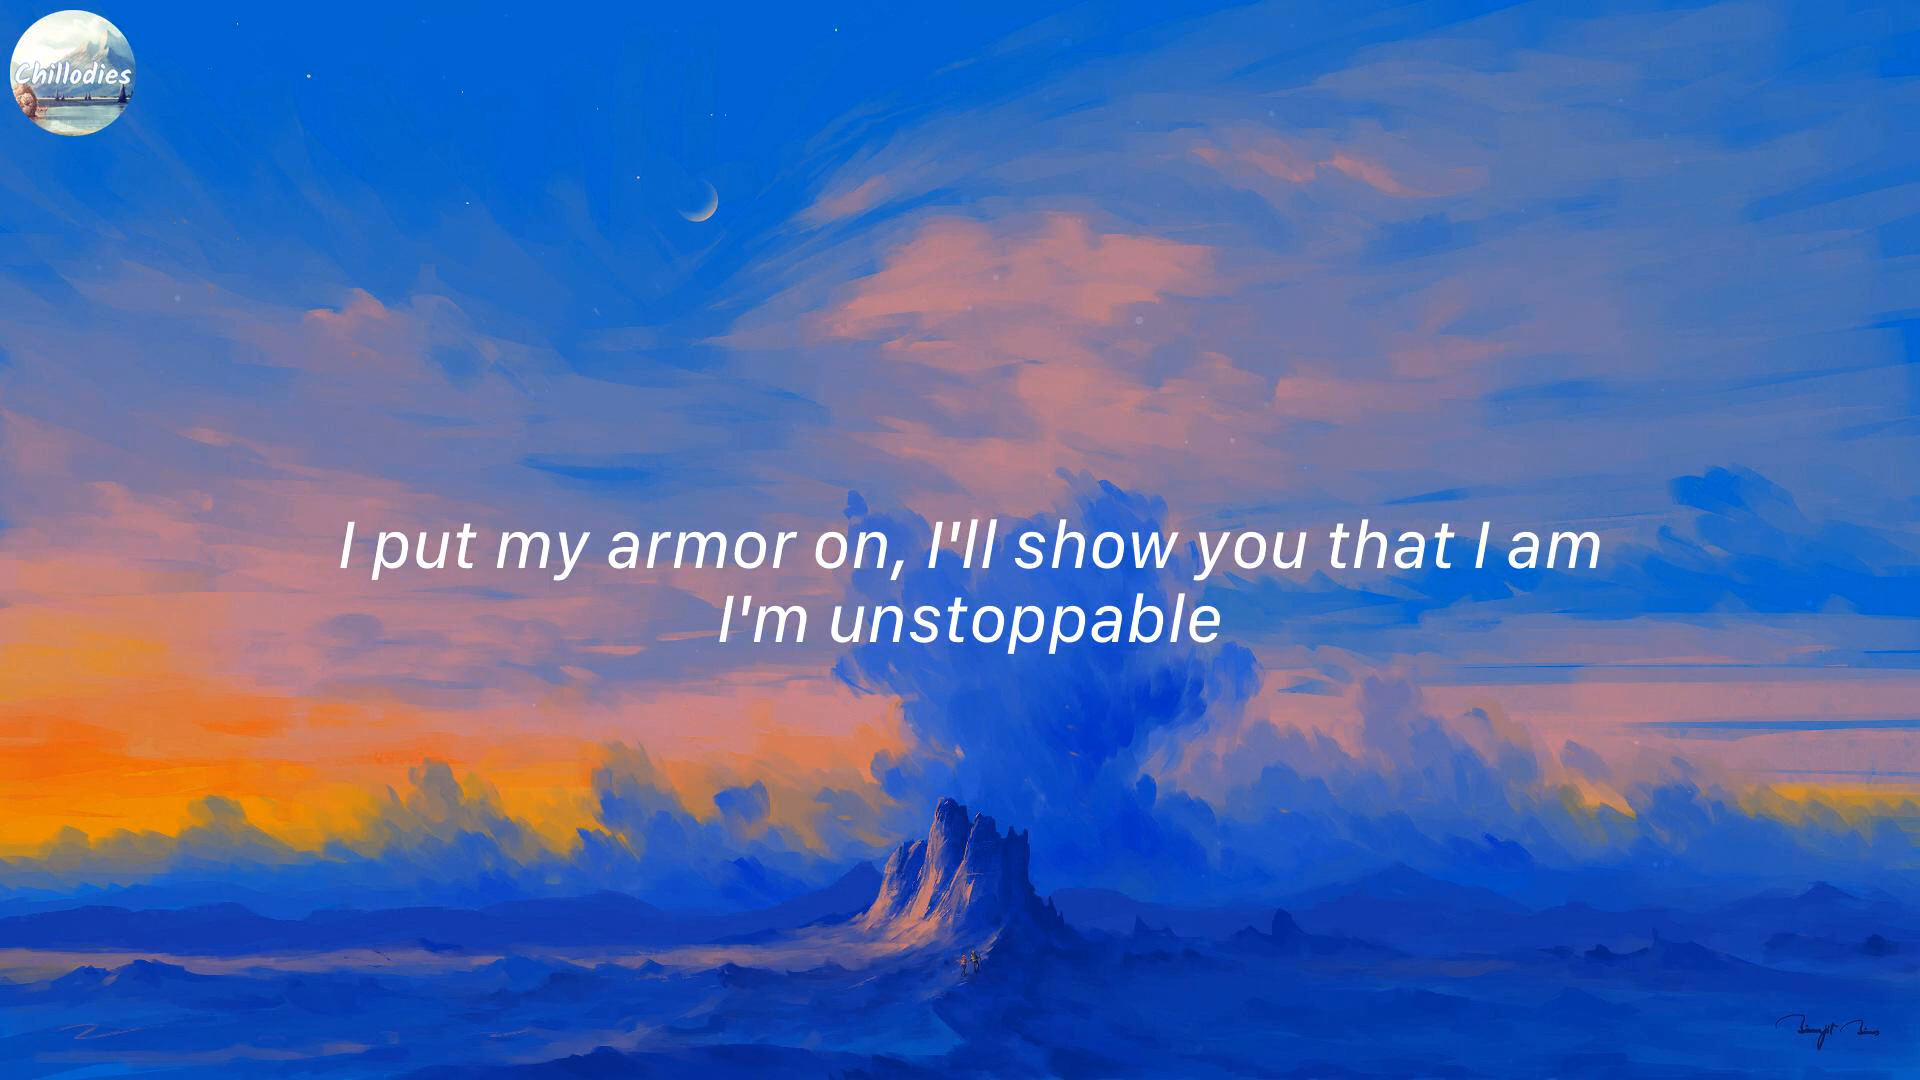 Chillodies
I put my armor on, I'll show you that I am
I'm unstoppable